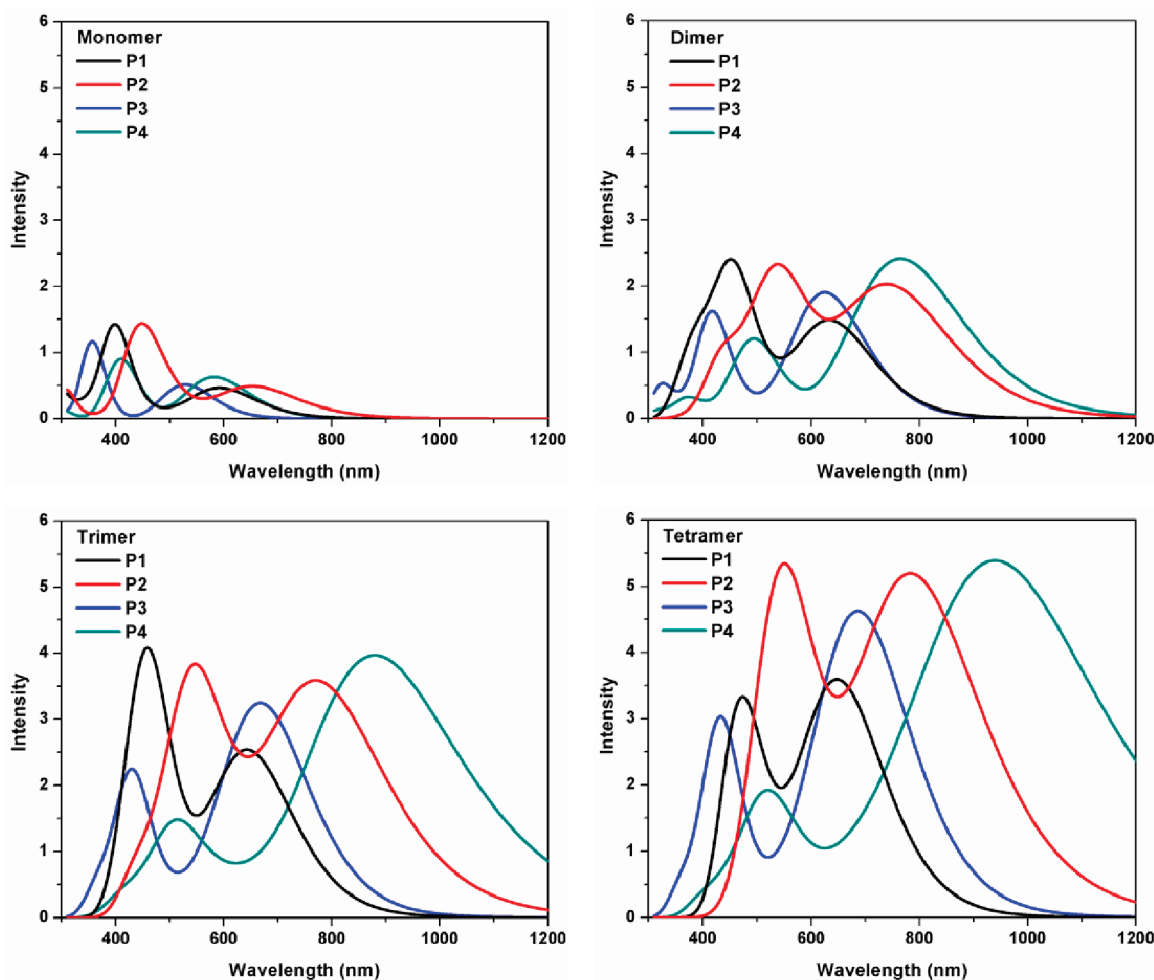 Monomer
P1
P2
P3
P4
Intensity
6
5
4
3
2
1
0
400 600 800 1000 1200
Wavelength (nm)
Dimer
P1
P2
P3
P4
Intensity
6
5
4
3
2
1
0
400 600 800 1000 1200
Wavelength (nm)
Trimer
P1
P2
P3
P4
Intensity
6
5
4
3
2
1
0
400 600 800 1000 1200
Wavelength (nm)
Tetramer
P1
P2
P3
P4
Intensity
6
5
4
3
2
1
0
400 600 800 1000 1200
Wavelength (nm)